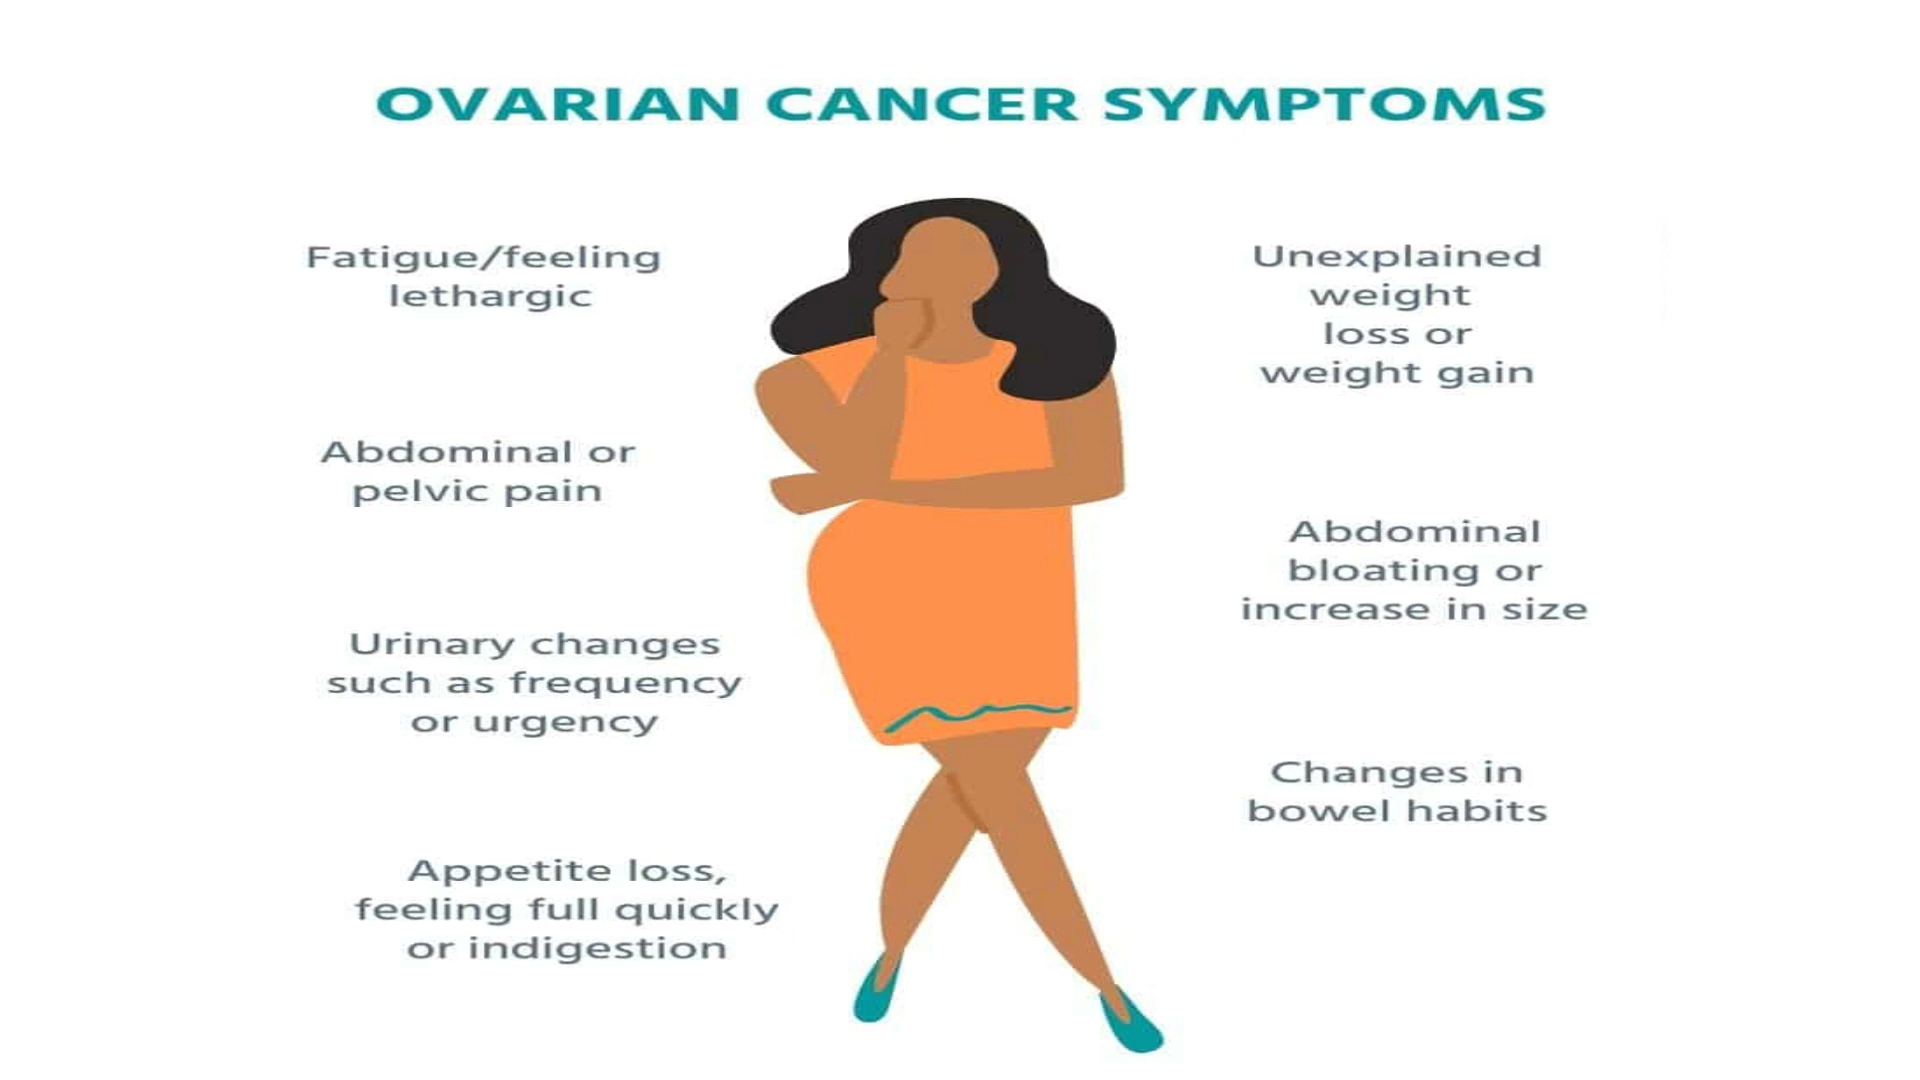 OVARIAN CANCER SYMPTOMS
Fatigue/feeling
lethargic
Abdominal or
pelvic pain
Urinary changes
such as frequency
or urgency
Appetite loss,
feeling full quickly
or indigestion
Unexplained
weight
loss or
weight gain
Abdominal
bloating or
increase in size
Changes in
bowel habits